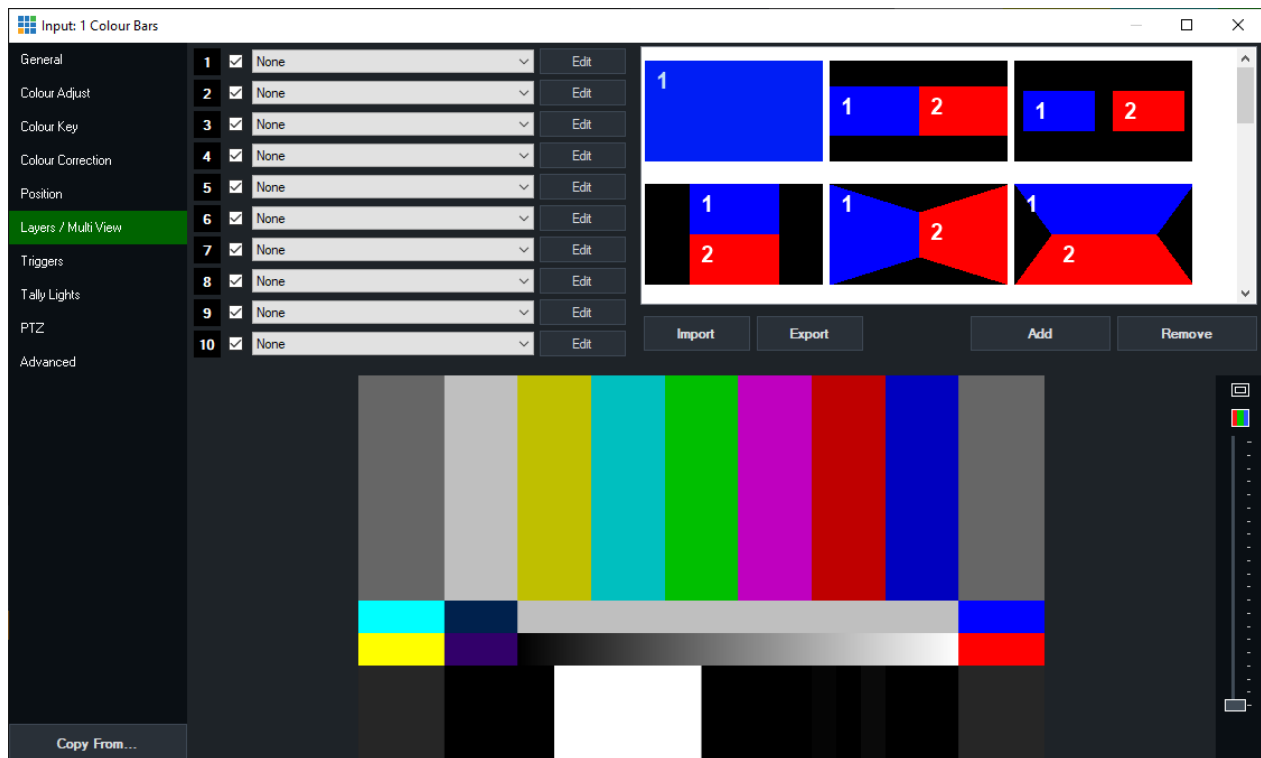 Input: 1 Colour Bars
General
Colour Adjust
Colour Key
Colour Correction
Position
Layers / Multi View
Triggers
Tally Lights
PTZ
Advanced
Copy From...
1 None Edit
2 None Edit
3 None Edit
4 None Edit
5 None Edit
6 None Edit
7 None Edit
8 None Edit
9 None Edit
10 None Edit
1
1 2
1 2
1
2
1
2
1
2
Import Export Add Remove